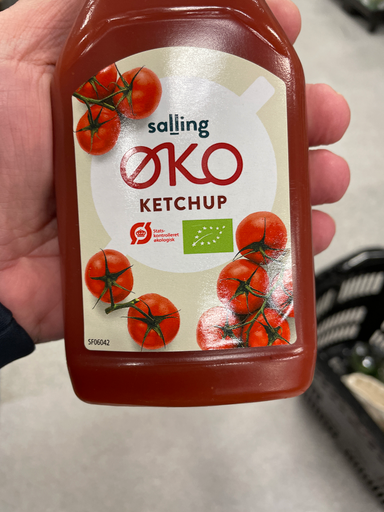 salling
ØKO
KETCHUP
Ø
Stats-
kontrolleret
økologisk
SF06042